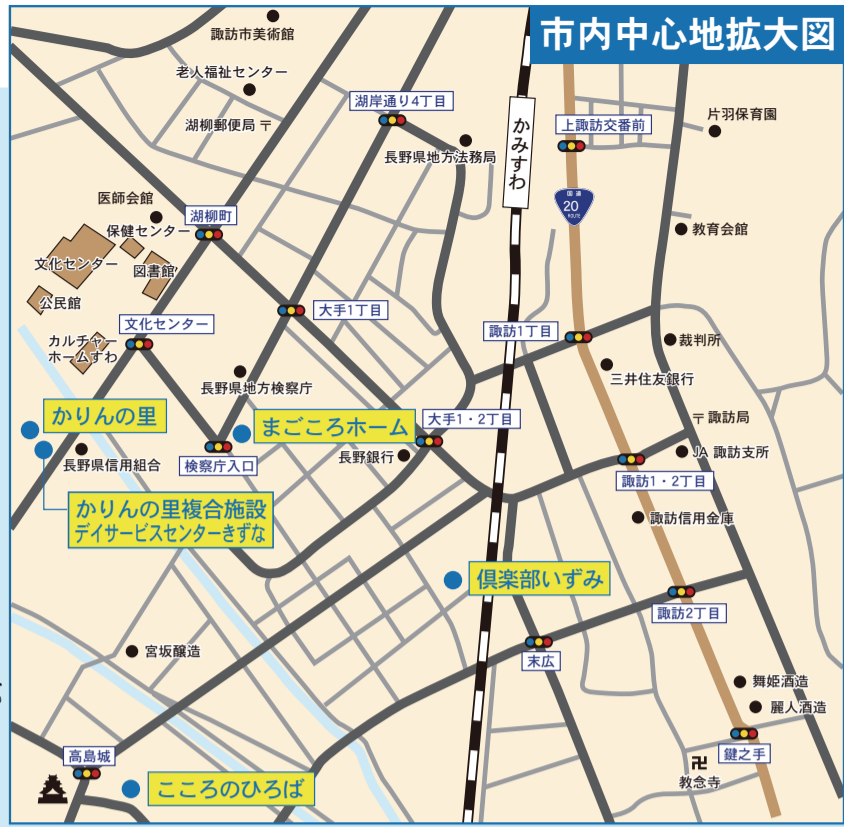 市内中心地拡大図
諏訪市美術館
老人福祉センター
湖柳郵便局 〒
湖岸通り4丁目
長野県地方法務局
かみすわ
上諏訪交番前
国道
20
ROUTE
片羽保育園
教育会館
医師会館
保健センター
湖柳町
文化センター
図書館
公民館
カルチャー
ホームすわ
文化センター
大手1丁目
諏訪1丁目
裁判所
三井住友銀行
長野県地方検察庁
かりんの里
まごころホーム
大手1・2丁目
〒諏訪局
JA 諏訪支所
長野県信用組合
検察庁入口
長野銀行
諏訪1・2丁目
かりんの里複合施設
デイサービスセンターきずな
諏訪信用金庫
倶楽部いずみ
諏訪2丁目
宮坂醸造
末広
舞姫酒造
麗人酒造
高島城
鍵之手
卍
教念寺
こころのひろば